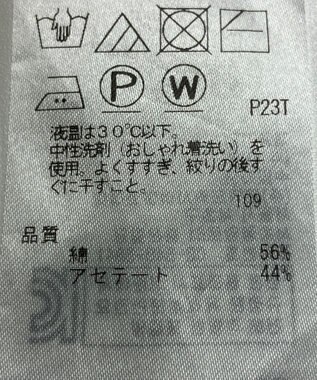 P W P23T
液温は30℃以下。
中性洗剤（おしゃれ着洗い）を
使用。よくすすぎ、絞りの後す
ぐに干すこと。
109
品質
綿 56%
アセテート 44%